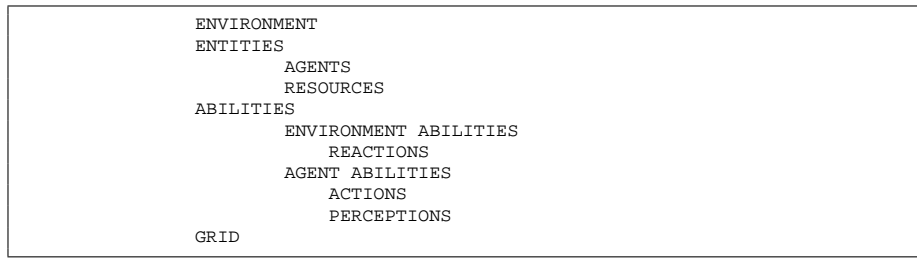 ENVIRONMENT
ENTITIES
AGENTS
RESOURCES
ABILITIES
ENVIRONMENT ABILITIES
REACTIONS
AGENT ABILITIES
ACTIONS
PERCEPTIONS
GRID